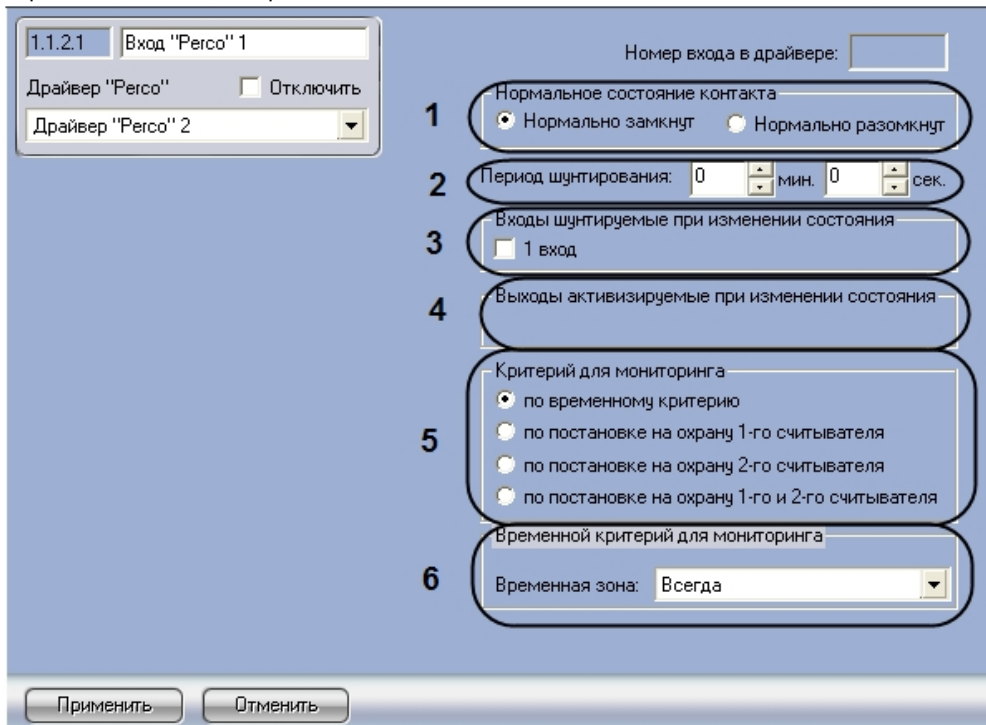 1.1.2.1 Вход "Perco" 1
Номер входа в драйвере:
Драйвер "Perco" Отключить
Драйвер "Perco" 2
1
Нормальное состояние контакта
Нормально замкнут Нормально разомкнут
2
Период шунтирования: 0 мин. 0 сек.
3
Входы шунтируемые при изменении состояния
1 вход
4
Выходы активизируемые при изменении состояния
5
Критерий для мониторинга
по временному критерию
по постановке на охрану 1-го считывателя
по постановке на охрану 2-го считывателя
по постановке на охрану 1-го и 2-го считывателя
6
Временной критерий для мониторинга
Временная зона: Всегда
Применить Отменить